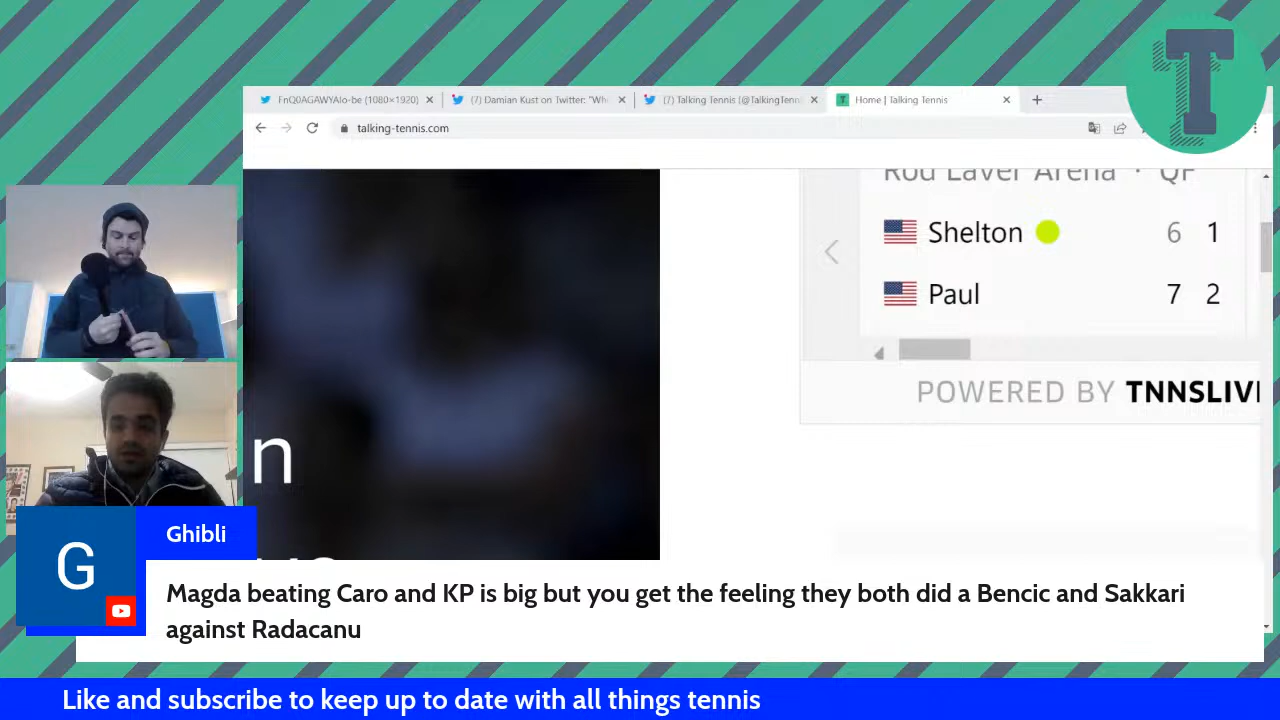 T
FnQ0AGAWYAIo-be (1080×1920)
(7) Damian Kust on Twitter: "Wh
(7) Talking Tennis (@TalkingTenn
Home | Talking Tennis
talking-tennis.com
Rod Laver Arena · QF
Shelton 6 1
Paul 7 2
POWERED BY TNNSLIV
n
Ghibli
G
Magda beating Caro and KP is big but you get the feeling they both did a Bencic and Sakkari
against Radacanu
Like and subscribe to keep up to date with all things tennis